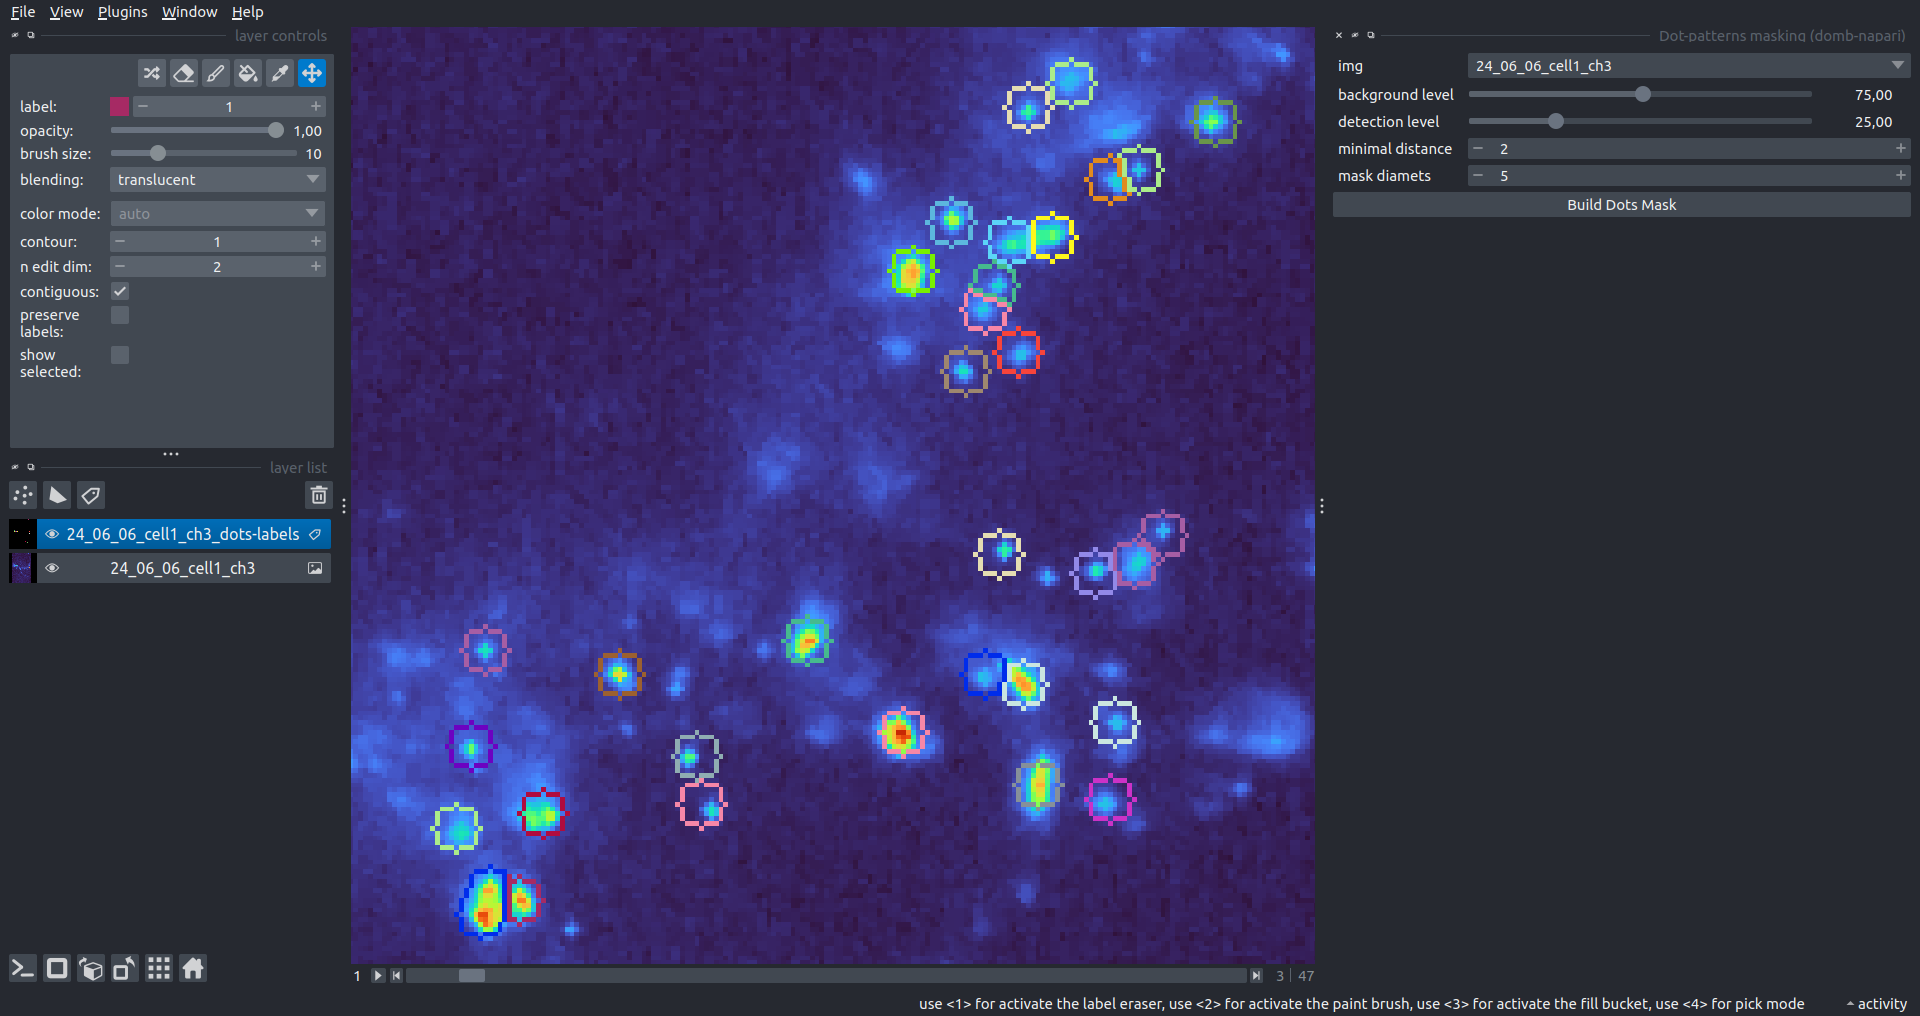 File View Plugins Window Help
layer controls
label: 1
opacity: 1,00
brush size: 10
blending: translucent
color mode: auto
contour: 1
n edit dim: 2
contiguous:
preserve
labels:
show
selected:
layer list
24_06_06_cell1_ch3_dots-labels
24_06_06_cell1_ch3
1 3 47
Dot-patterns masking (domb-napari)
img 24_06_06_cell1_ch3
background level 75,00
detection level 25,00
minimal distance 2
mask diamets 5
Build Dots Mask
use <1> for activate the label eraser, use <2> for activate the paint brush, use <3> for activate the fill bucket, use <4> for pick mode
activity